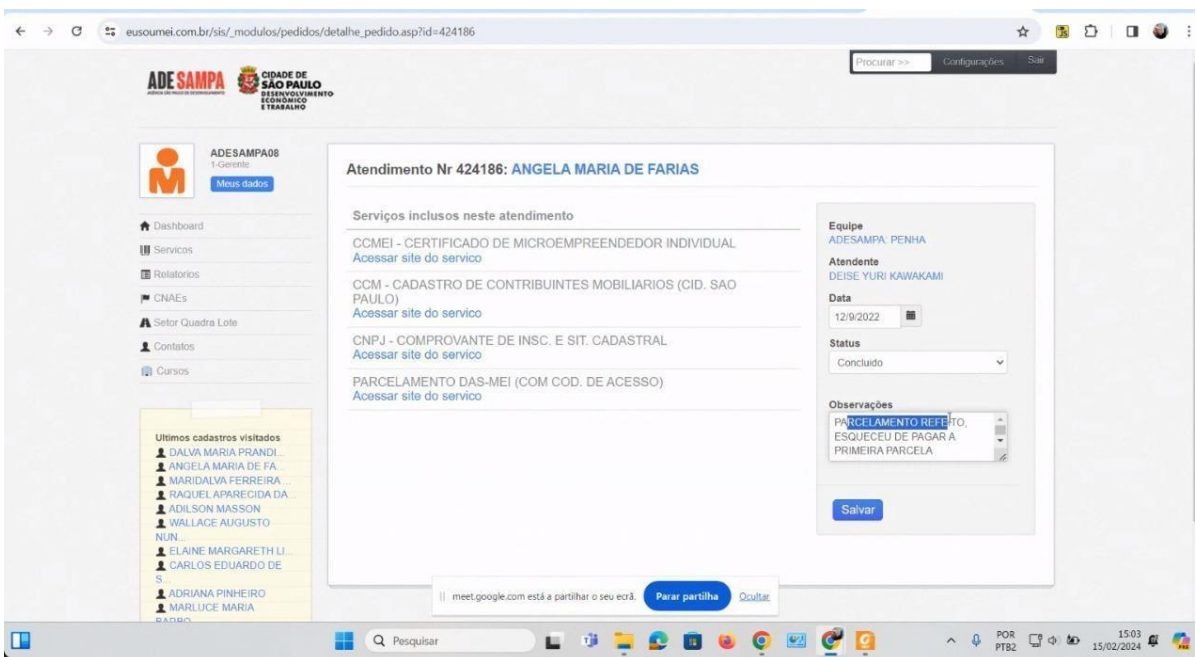 eusoumei.com.br/sis/_modulos/pedidos/detalhe_pedido.asp?id=424186
Procurar >>
Configurações
Sair
ADE SAMPA
CIDADE DE
SÃO PAULO
DESENVOLVIMENTO
ECONÔMICO
E TRABALHO
ADESAMPA08
1-Gerente
Meus dados
Dashboard
Servicos
Relatorios
CNAEs
Setor Quadra Lote
Contatos
Cursos
Ultimos cadastros visitados
DALVA MARIA PRANDI...
ANGELA MARIA DE FA...
MARIDALVA FERREIRA ...
RAQUEL APARECIDA DA...
ADILSON MASSON
WALLACE AUGUSTO
NUN...
ELAINE MARGARETH LI...
CARLOS EDUARDO DE
S...
ADRIANA PINHEIRO
MARLUCE MARIA
Atendimento Nr 424186: ANGELA MARIA DE FARIAS
Serviços inclusos neste atendimento
CCMEI - CERTIFICADO DE MICROEMPREENDEDOR INDIVIDUAL
Acessar site do servico
CCM - CADASTRO DE CONTRIBUINTES MOBILIARIOS (CID. SAO
PAULO)
Acessar site do servico
CNPJ - COMPROVANTE DE INSC. E SIT. CADASTRAL
Acessar site do servico
PARCELAMENTO DAS-MEI (COM COD. DE ACESSO)
Acessar site do servico
Equipe
ADESAMPA: PENHA
Atendente
DEISE YURI KAWAKAMI
Data
12/9/2022
Status
Concluido
Observações
PARCELAMENTO REFEITO,
ESQUECEU DE PAGAR A
PRIMEIRA PARCELA
Salvar
meet.google.com está a partilhar o seu ecrã.
Parar partilha
Ocultar
Pesquisar
POR
PTB2
15:03
15/02/2024